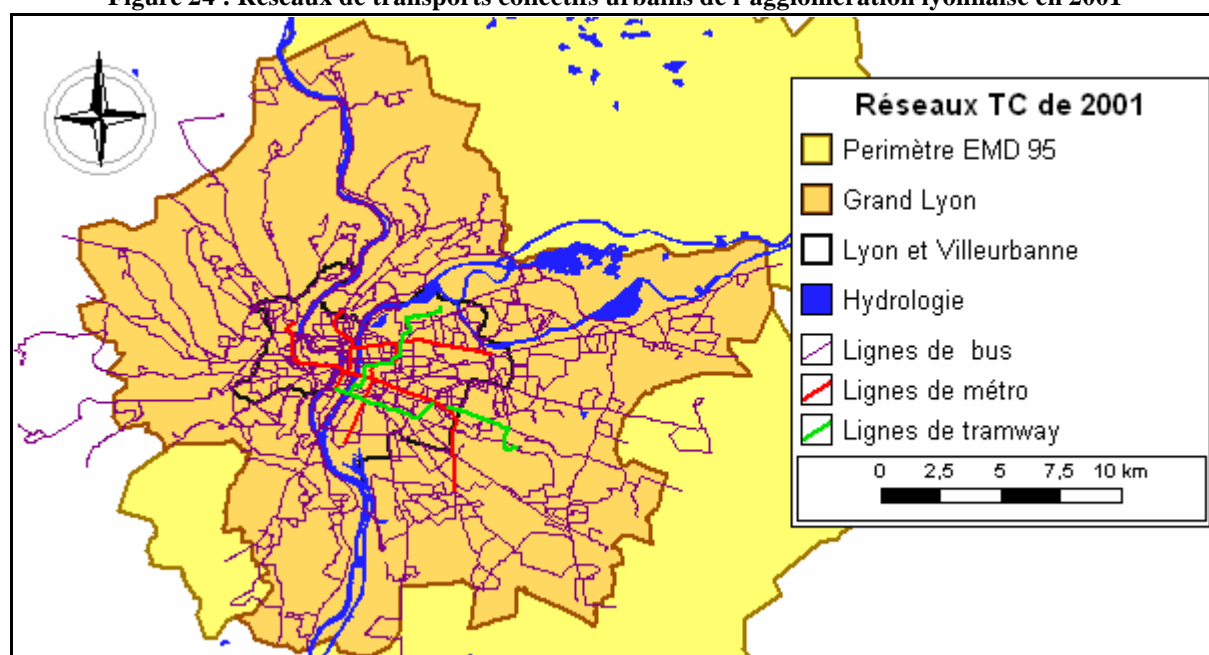 Figure 24 : Réseaux de transports collectifs urbains de l'agglomération lyonnaise en 2001
Réseaux TC de 2001
Perimètre EMD 95
Grand Lyon
Lyon et Villeurbanne
Hydrologie
Lignes de bus
Lignes de métro
Lignes de tramway
0 2,5 5 7,5 10 km